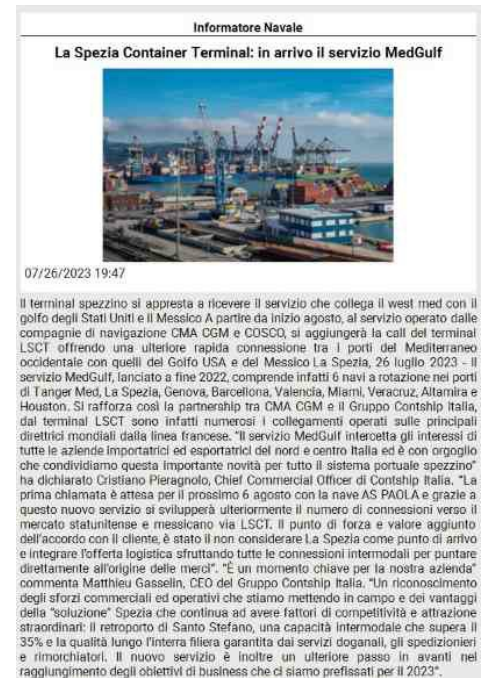 Informatore Navale
La Spezia Container Terminal: in arrivo il servizio MedGulf
07/26/2023 19:47
Il terminal spezzino si appresta a ricevere il servizio che collega il west med con il
golfo degli Stati Uniti e il Messico A partire da inizio agosto, al servizio operato dalle
compagnie di navigazione CMA CGM e COSCO, si aggiungerà la call del terminal
LSCT offrendo una ulteriore rapida connessione tra i porti del Mediterraneo
occidentale con quelli del Golfo USA e del Messico La Spezia, 26 luglio 2023 - Il
servizio MedGulf, lanciato a fine 2022, comprende infatti 6 navi a rotazione nei porti
di Tanger Med, La Spezia, Genova, Barcellona, Valencia, Miami, Veracruz, Altamira e
Houston. Si rafforza così la partnership tra CMA CGM e il Gruppo Contship Italia,
dal terminal LSCT sono infatti numerosi i collegamenti operati sulle principali
direttrici mondiali dalla linea francese. "Il servizio MedGulf intercetta gli interessi di
tutte le aziende importatrici ed esportatrici del nord e centro Italia ed è con orgoglio
che condividiamo questa importante novità per tutto il sistema portuale spezzino"
ha dichiarato Cristiano Pieragnolo, Chief Commercial Officer di Contship Italia. "La
prima chiamata è attesa per il prossimo 6 agosto con la nave AS PAOLA e grazie a
questo nuovo servizio si svilupperà ulteriormente il numero di connessioni verso il
mercato statunitense e messicano via LSCT. Il punto di forza e valore aggiunto
dell'accordo con il cliente, è stato il non considerare La Spezia come punto di arrivo
e integrare l'offerta logistica sfruttando tutte le connessioni intermodali per puntare
direttamente all'origine delle merci". "È un momento chiave per la nostra azienda"
commenta Matthieu Gasselin, CEO del Gruppo Contship Italia. "Un riconoscimento
degli sforzi commerciali ed operativi che stiamo mettendo in campo e dei vantaggi
della "soluzione" Spezia che continua ad avere fattori di competitività e attrazione
straordinari: il retroporto di Santo Stefano, una capacità intermodale che supera il
35% e la qualità lungo l'intera filiera garantita dai servizi doganali, gli spedizionieri
e rimorchiatori. Il nuovo servizio è inoltre un ulteriore passo in avanti nel
raggiungimento degli obiettivi di business che ci siamo prefissati per il 2023".